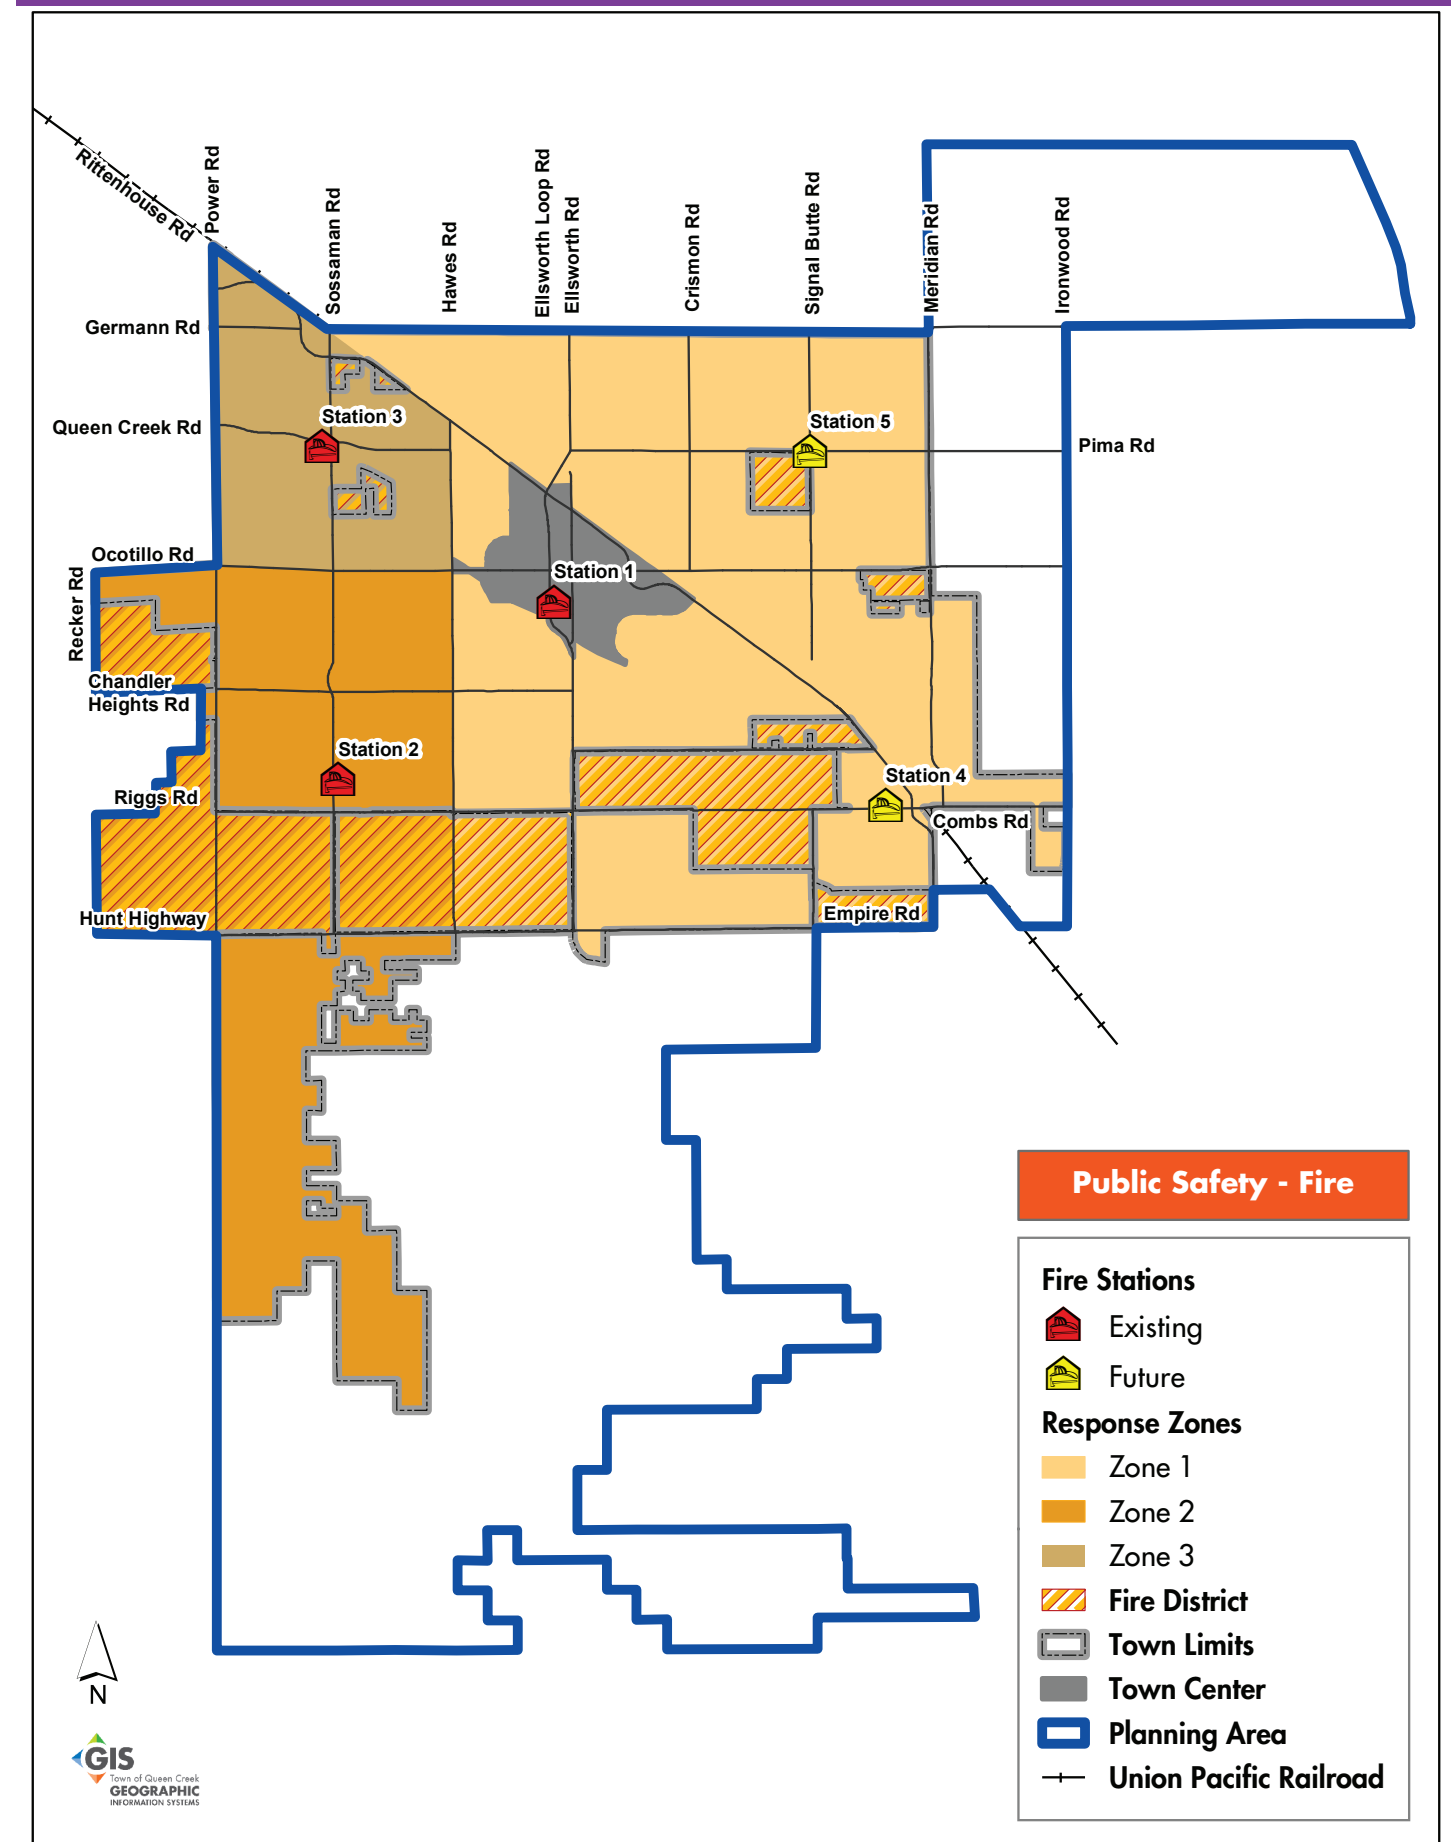 Rittenhouse Rd
Power Rd
Sossaman Rd
Hawes Rd
Ellsworth Loop Rd
Ellsworth Rd
Crismon Rd
Signal Butte Rd
Meridian Rd
Ironwood Rd
Germann Rd
Station 3
Queen Creek Rd
Station 5
Pima Rd
Ocotillo Rd
Station 1
Recker Rd
Chandler
Heights Rd
Station 2
Station 4
Riggs Rd
Combs Rd
Hunt Highway
Empire Rd
Public Safety - Fire
Fire Stations
Existing
Future
Response Zones
Zone 1
Zone 2
Zone 3
Fire District
Town Limits
Town Center
Planning Area
Union Pacific Railroad
N
GIS
Town of Queen Creek
GEOGRAPHIC
INFORMATION SYSTEMS